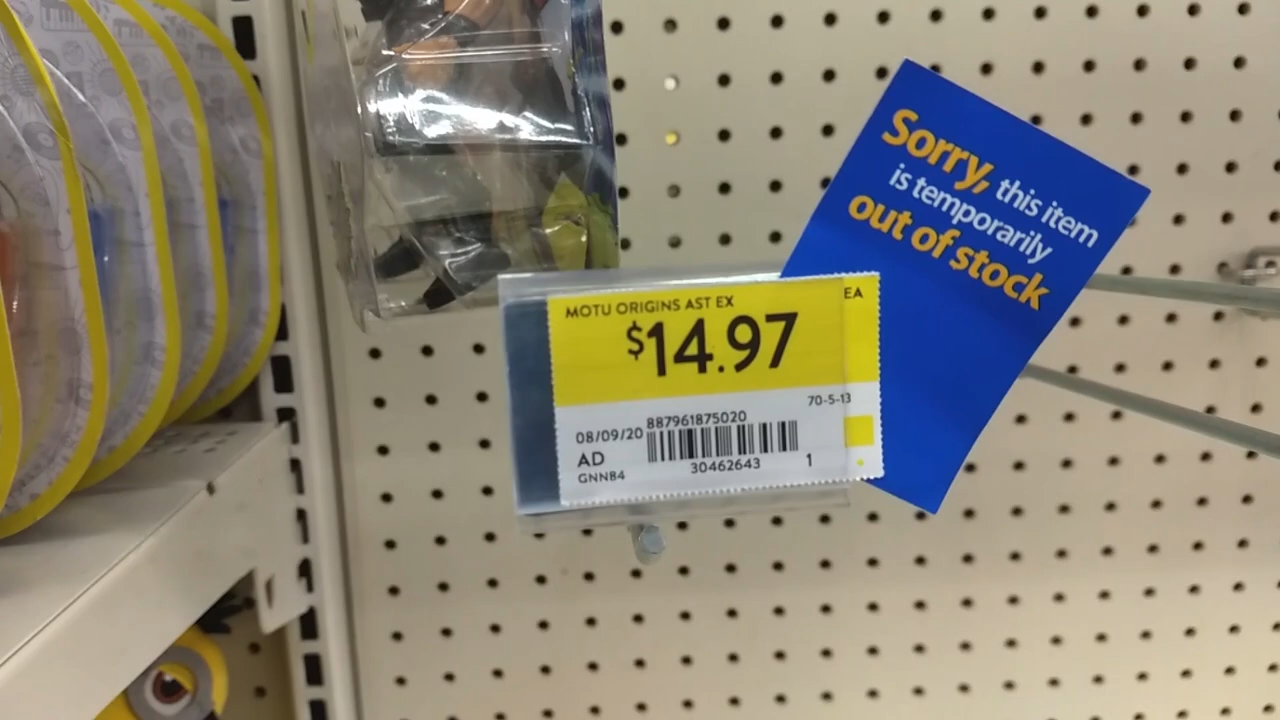 Sorry, this item
is temporarily
out of stock
MOTU ORIGINS AST EX
EA
$14.97
70-5-13
887961875020
08/09/20
AD
30462643
1
GNNB4